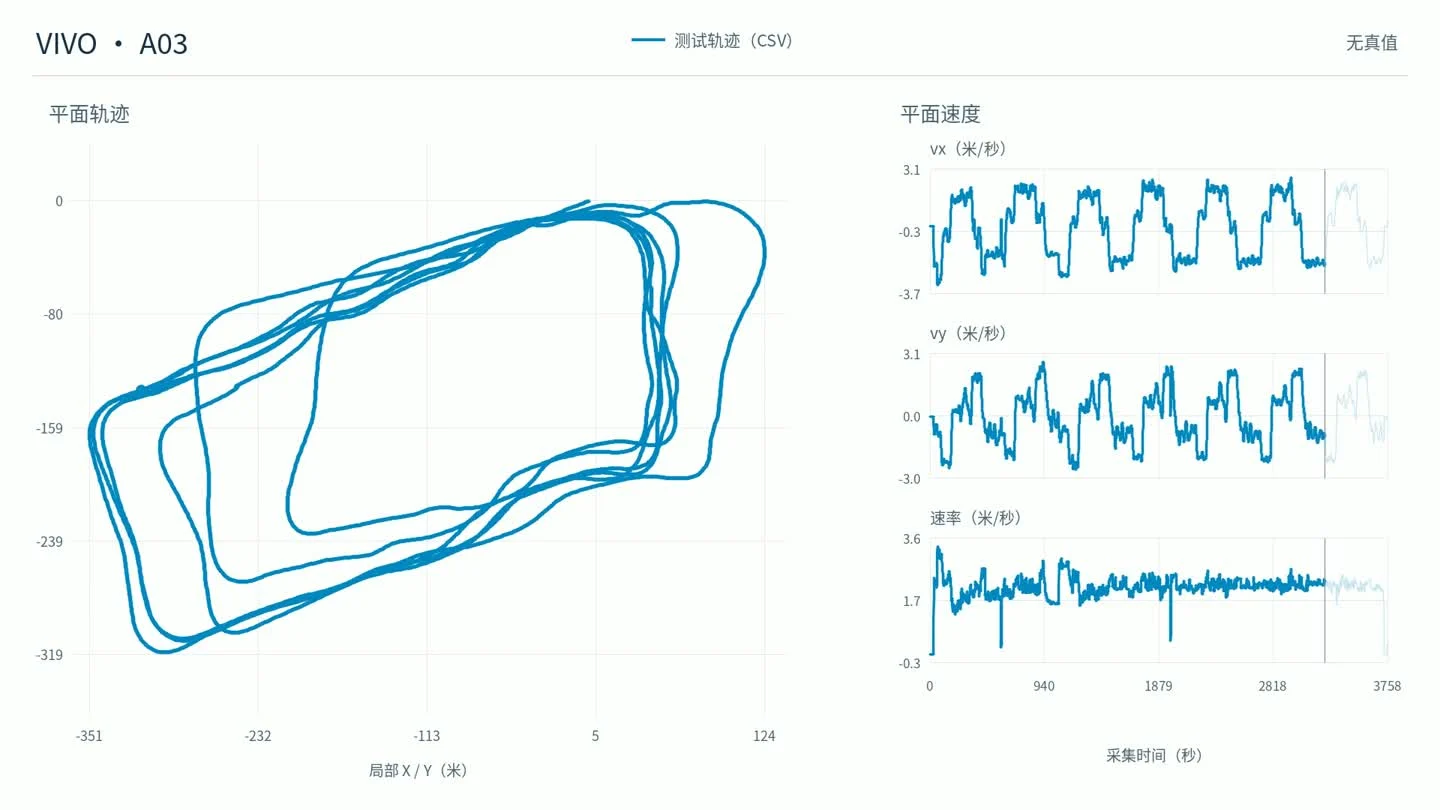 VIVO · A03
测试轨迹（CSV）
无真值
平面轨迹
0
-80
-159
-239
-319
-351
-232
-113
5
124
局部 X / Y（米）
平面速度
vx（米/秒）
3.1
-0.3
-3.7
vy（米/秒）
3.1
0.0
-3.0
速率（米/秒）
3.6
1.7
-0.3
0
940
1879
2818
3758
采集时间（秒）